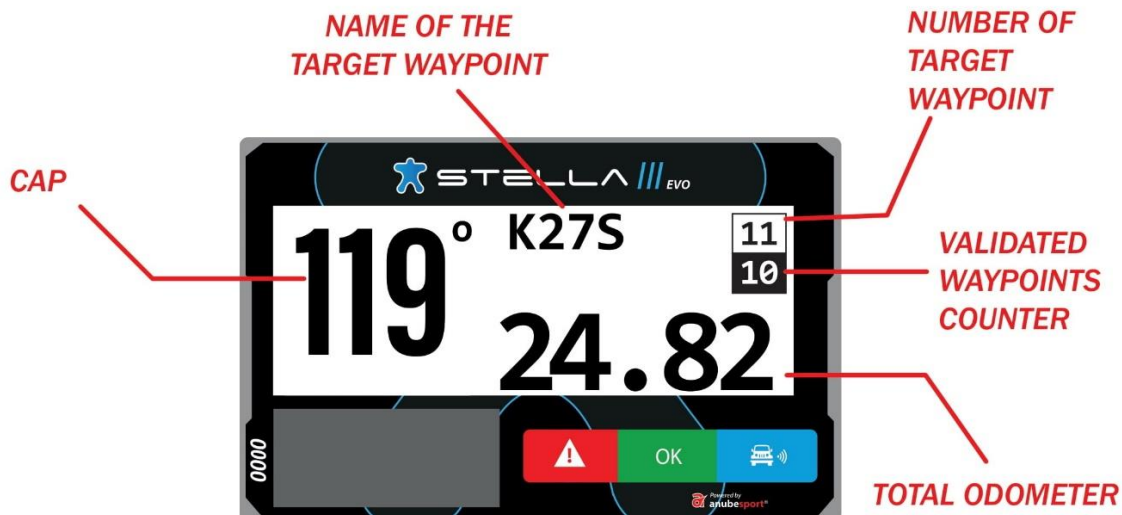 NAME OF THE
TARGET WAYPOINT
NUMBER OF
TARGET
WAYPOINT
CAP
STELLA III EVO
119° K27S
11
10
24.82
VALIDATED
WAYPOINTS
COUNTER
0000
OK
Powered by
anubesport®
TOTAL ODOMETER